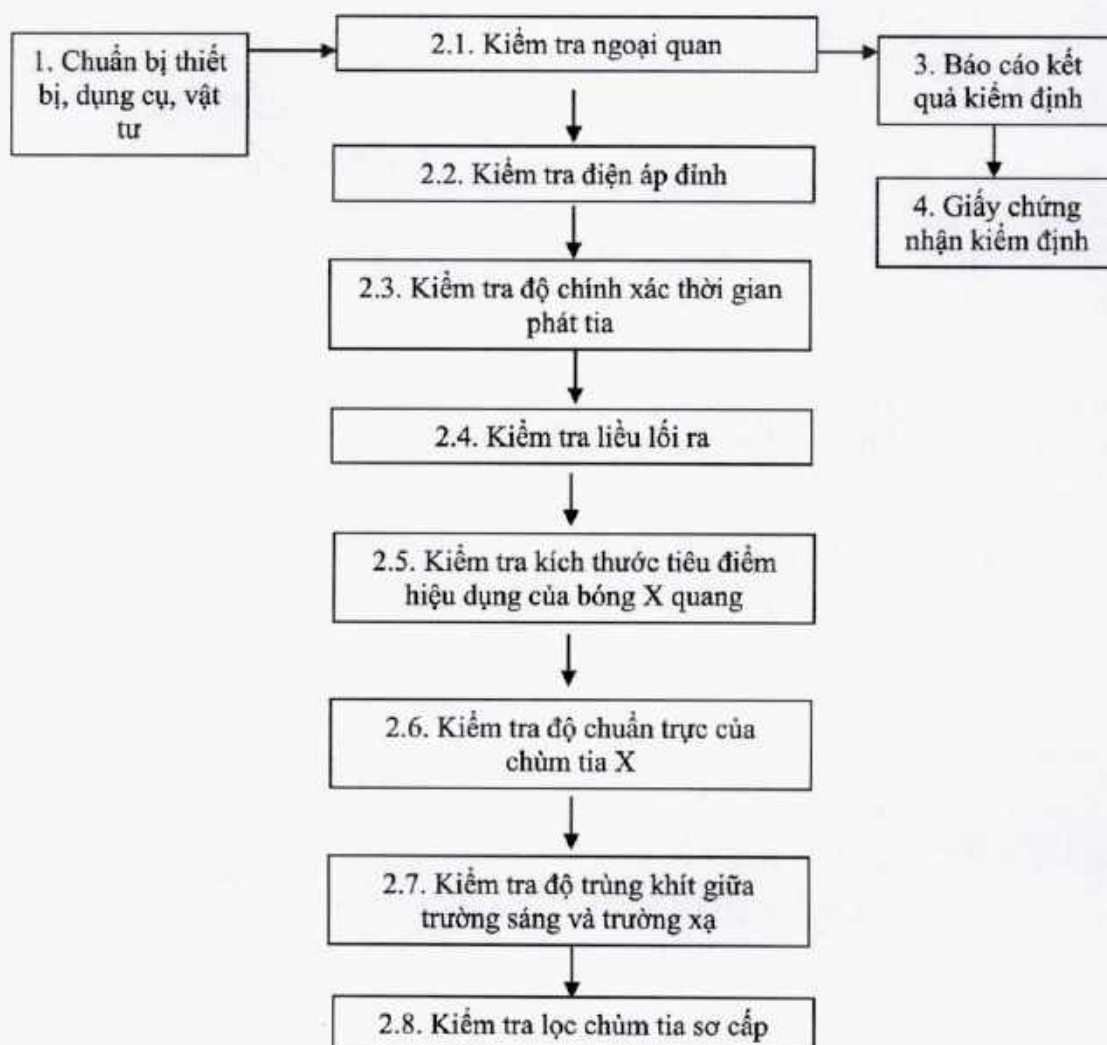 1. Chuẩn bị thiết
bị, dụng cụ, vật
tư
2.1. Kiểm tra ngoại quan
2.2. Kiểm tra điện áp đỉnh
2.3. Kiểm tra độ chính xác thời gian
phát tia
2.4. Kiểm tra liều lối ra
2.5. Kiểm tra kích thước tiêu điểm
hiệu dụng của bóng X quang
2.6. Kiểm tra độ chuẩn trực của
chùm tia X
2.7. Kiểm tra độ trùng khít giữa
trường sáng và trường xạ
2.8. Kiểm tra lọc chùm tia sơ cấp
3. Báo cáo kết
quả kiểm định
4. Giấy chứng
nhận kiểm định